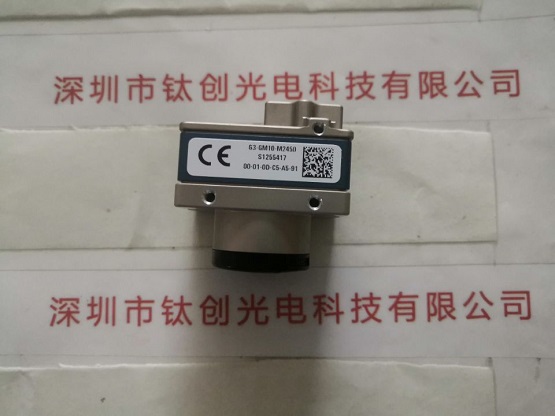 深圳市钛创光电科技有限公司
CE
G3-GM10-M2450
S1255417
00-01-0D-C5-A5-91
深圳市钛创光电科技有限公司